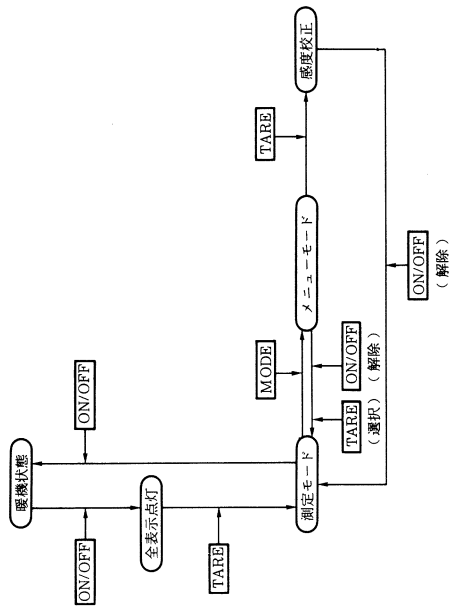 暖機状態
ON/OFF
ON/OFF
全表示点灯
TARE
測定モード
MODE
TARE
(選択)
ON/OFF
(解除)
メニューモード
TARE
感度校正
ON/OFF
(解除)